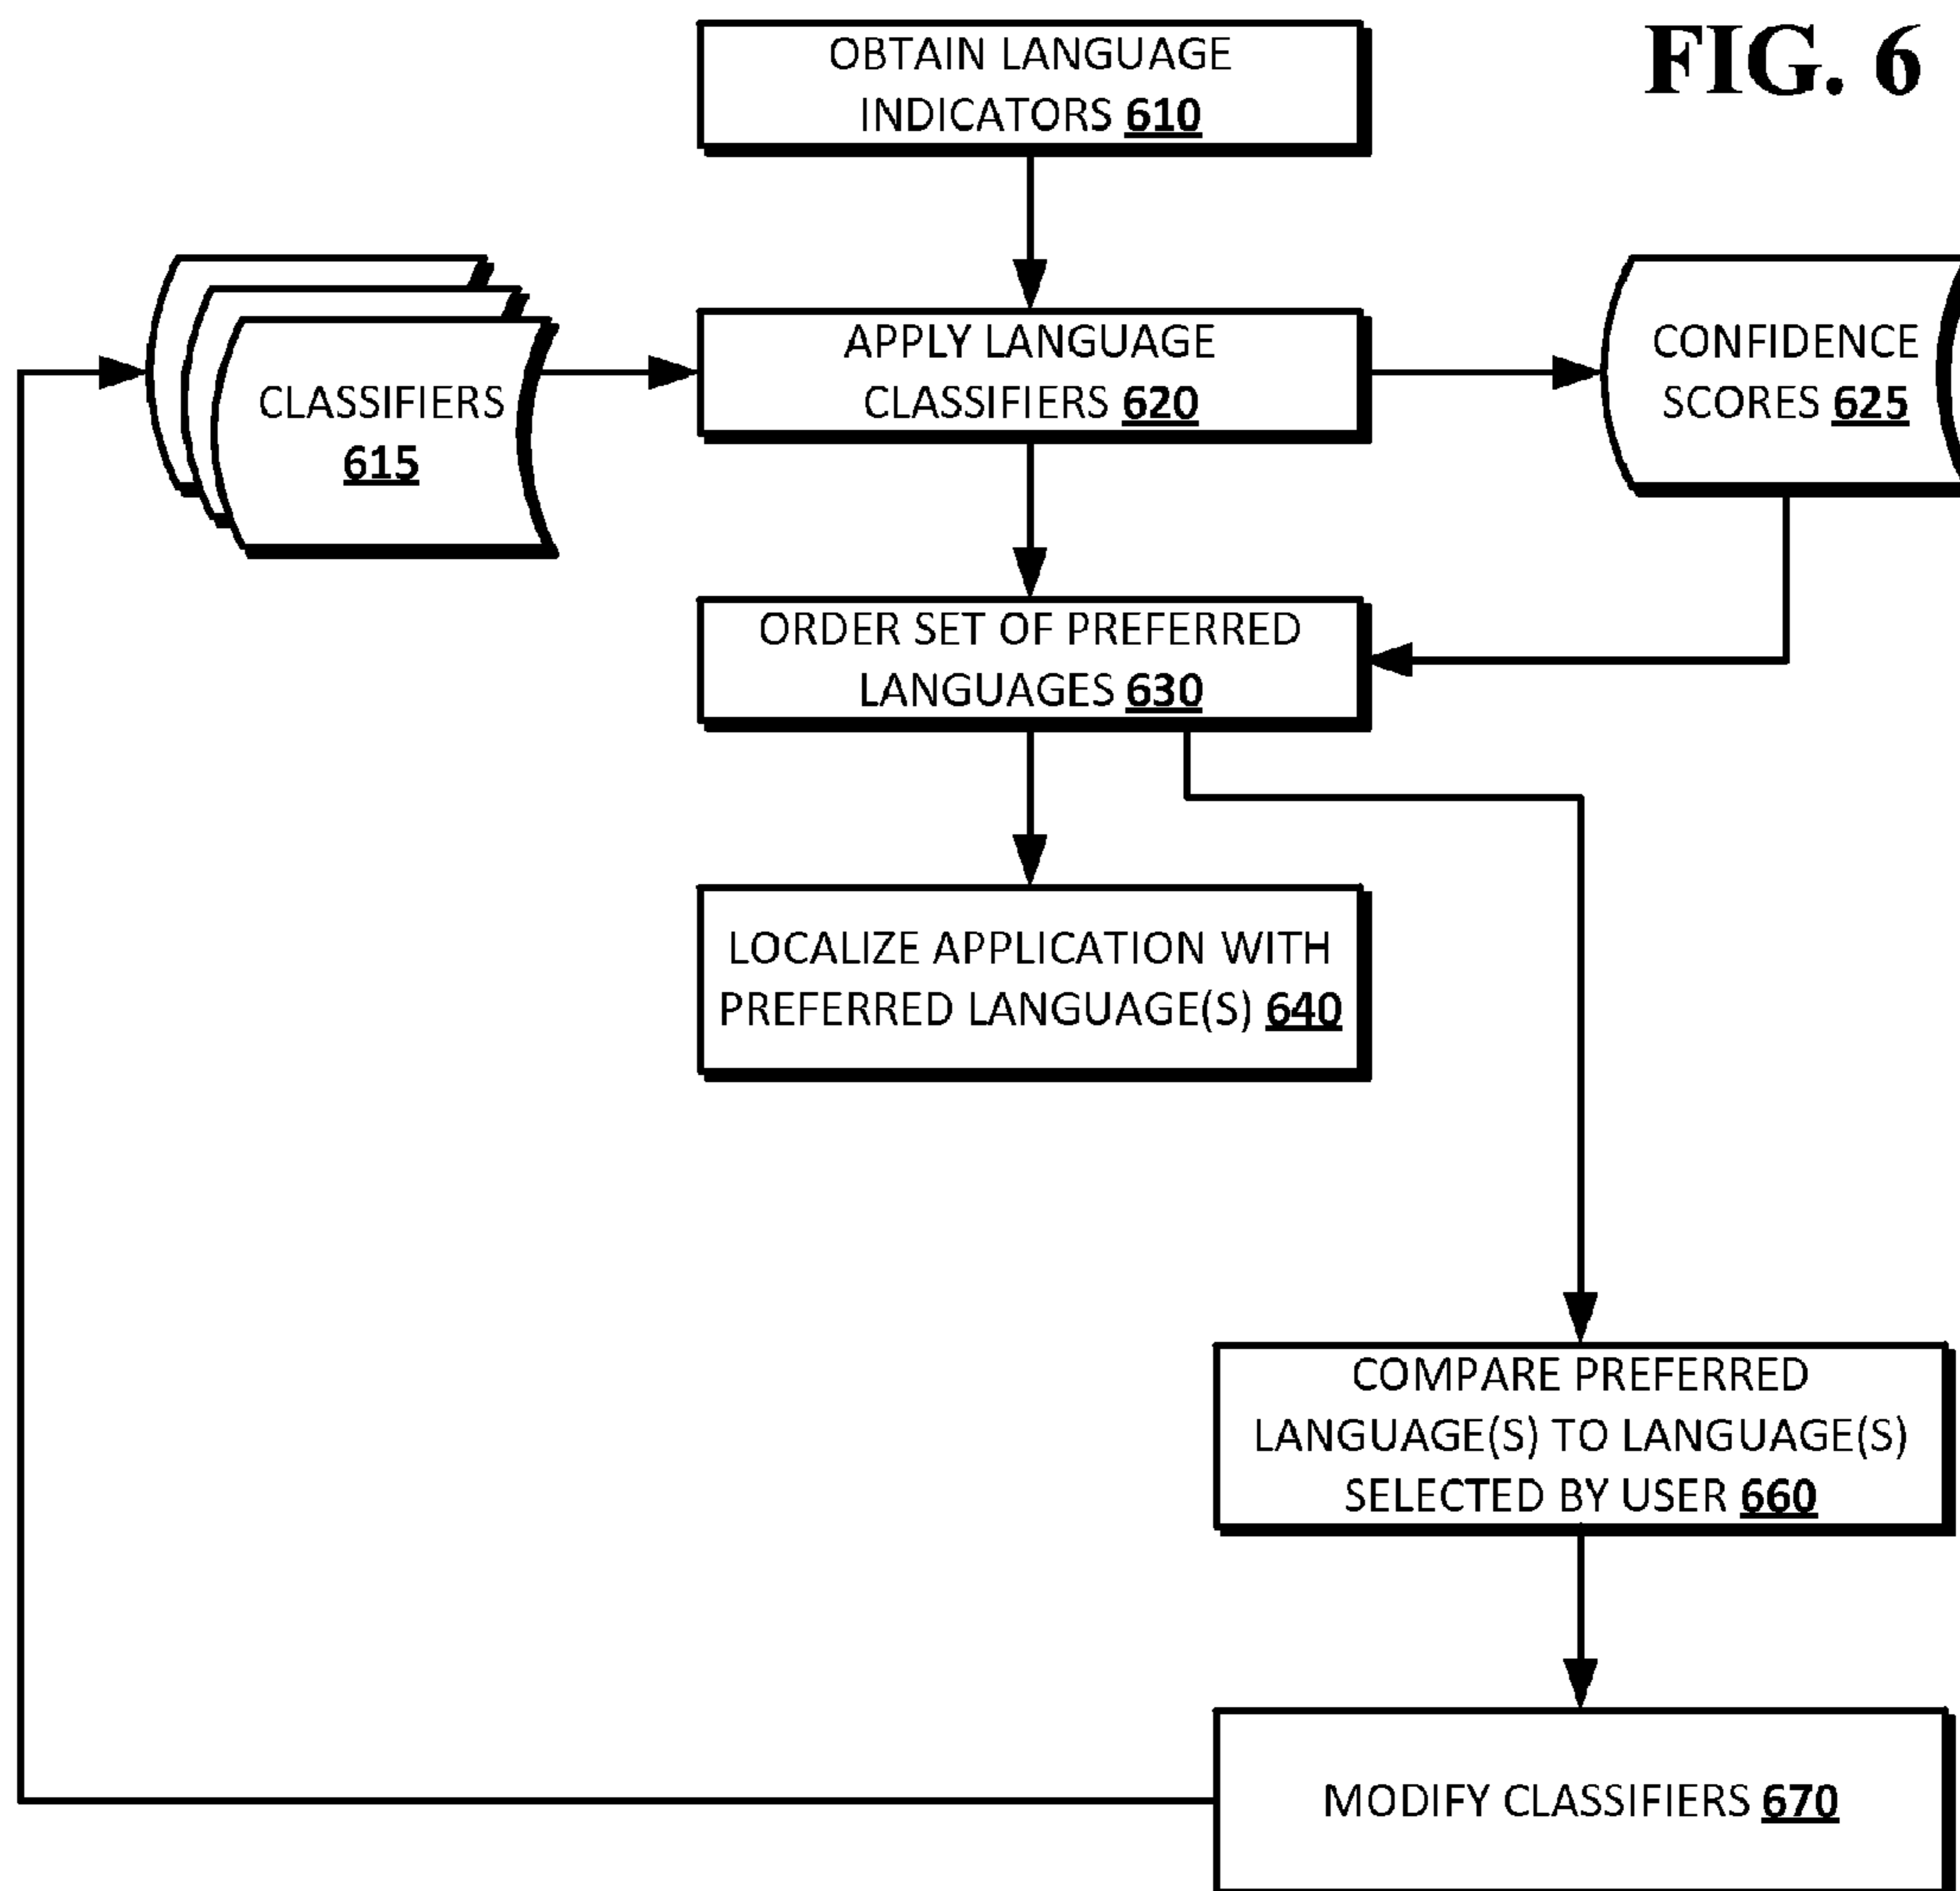 FIG. 6
OBTAIN LANGUAGE
INDICATORS 610
CLASSIFIERS
615
APPLY LANGUAGE
CLASSIFIERS 620
CONFIDENCE
SCORES 625
ORDER SET OF PREFERRED
LANGUAGES 630
LOCALIZE APPLICATION WITH
PREFERRED LANGUAGE(S) 640
COMPARE PREFERRED
LANGUAGE(S) TO LANGUAGE(S)
SELECTED BY USER 660
MODIFY CLASSIFIERS 670